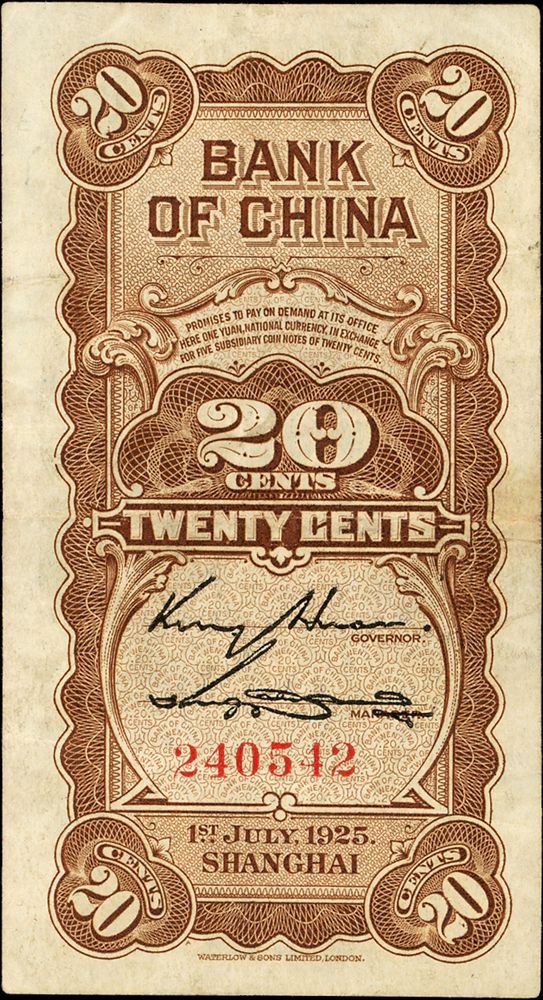 20 CENTS
20 CENTS
BANK
OF CHINA
PROMISES TO PAY ON DEMAND AT ITS OFFICE
HERE ONE YUAN, NATIONAL CURRENCY, IN EXCHANGE
FOR FIVE SUBSIDIARY COIN NOTES OF TWENTY CENTS.
20
CENTS
TWENTY CENTS
GOVERNOR.
240542
1ST JULY, 1925.
SHANGHAI
CENTS 20
CENTS 20
WATERLOW & SONS LIMITED, LONDON.